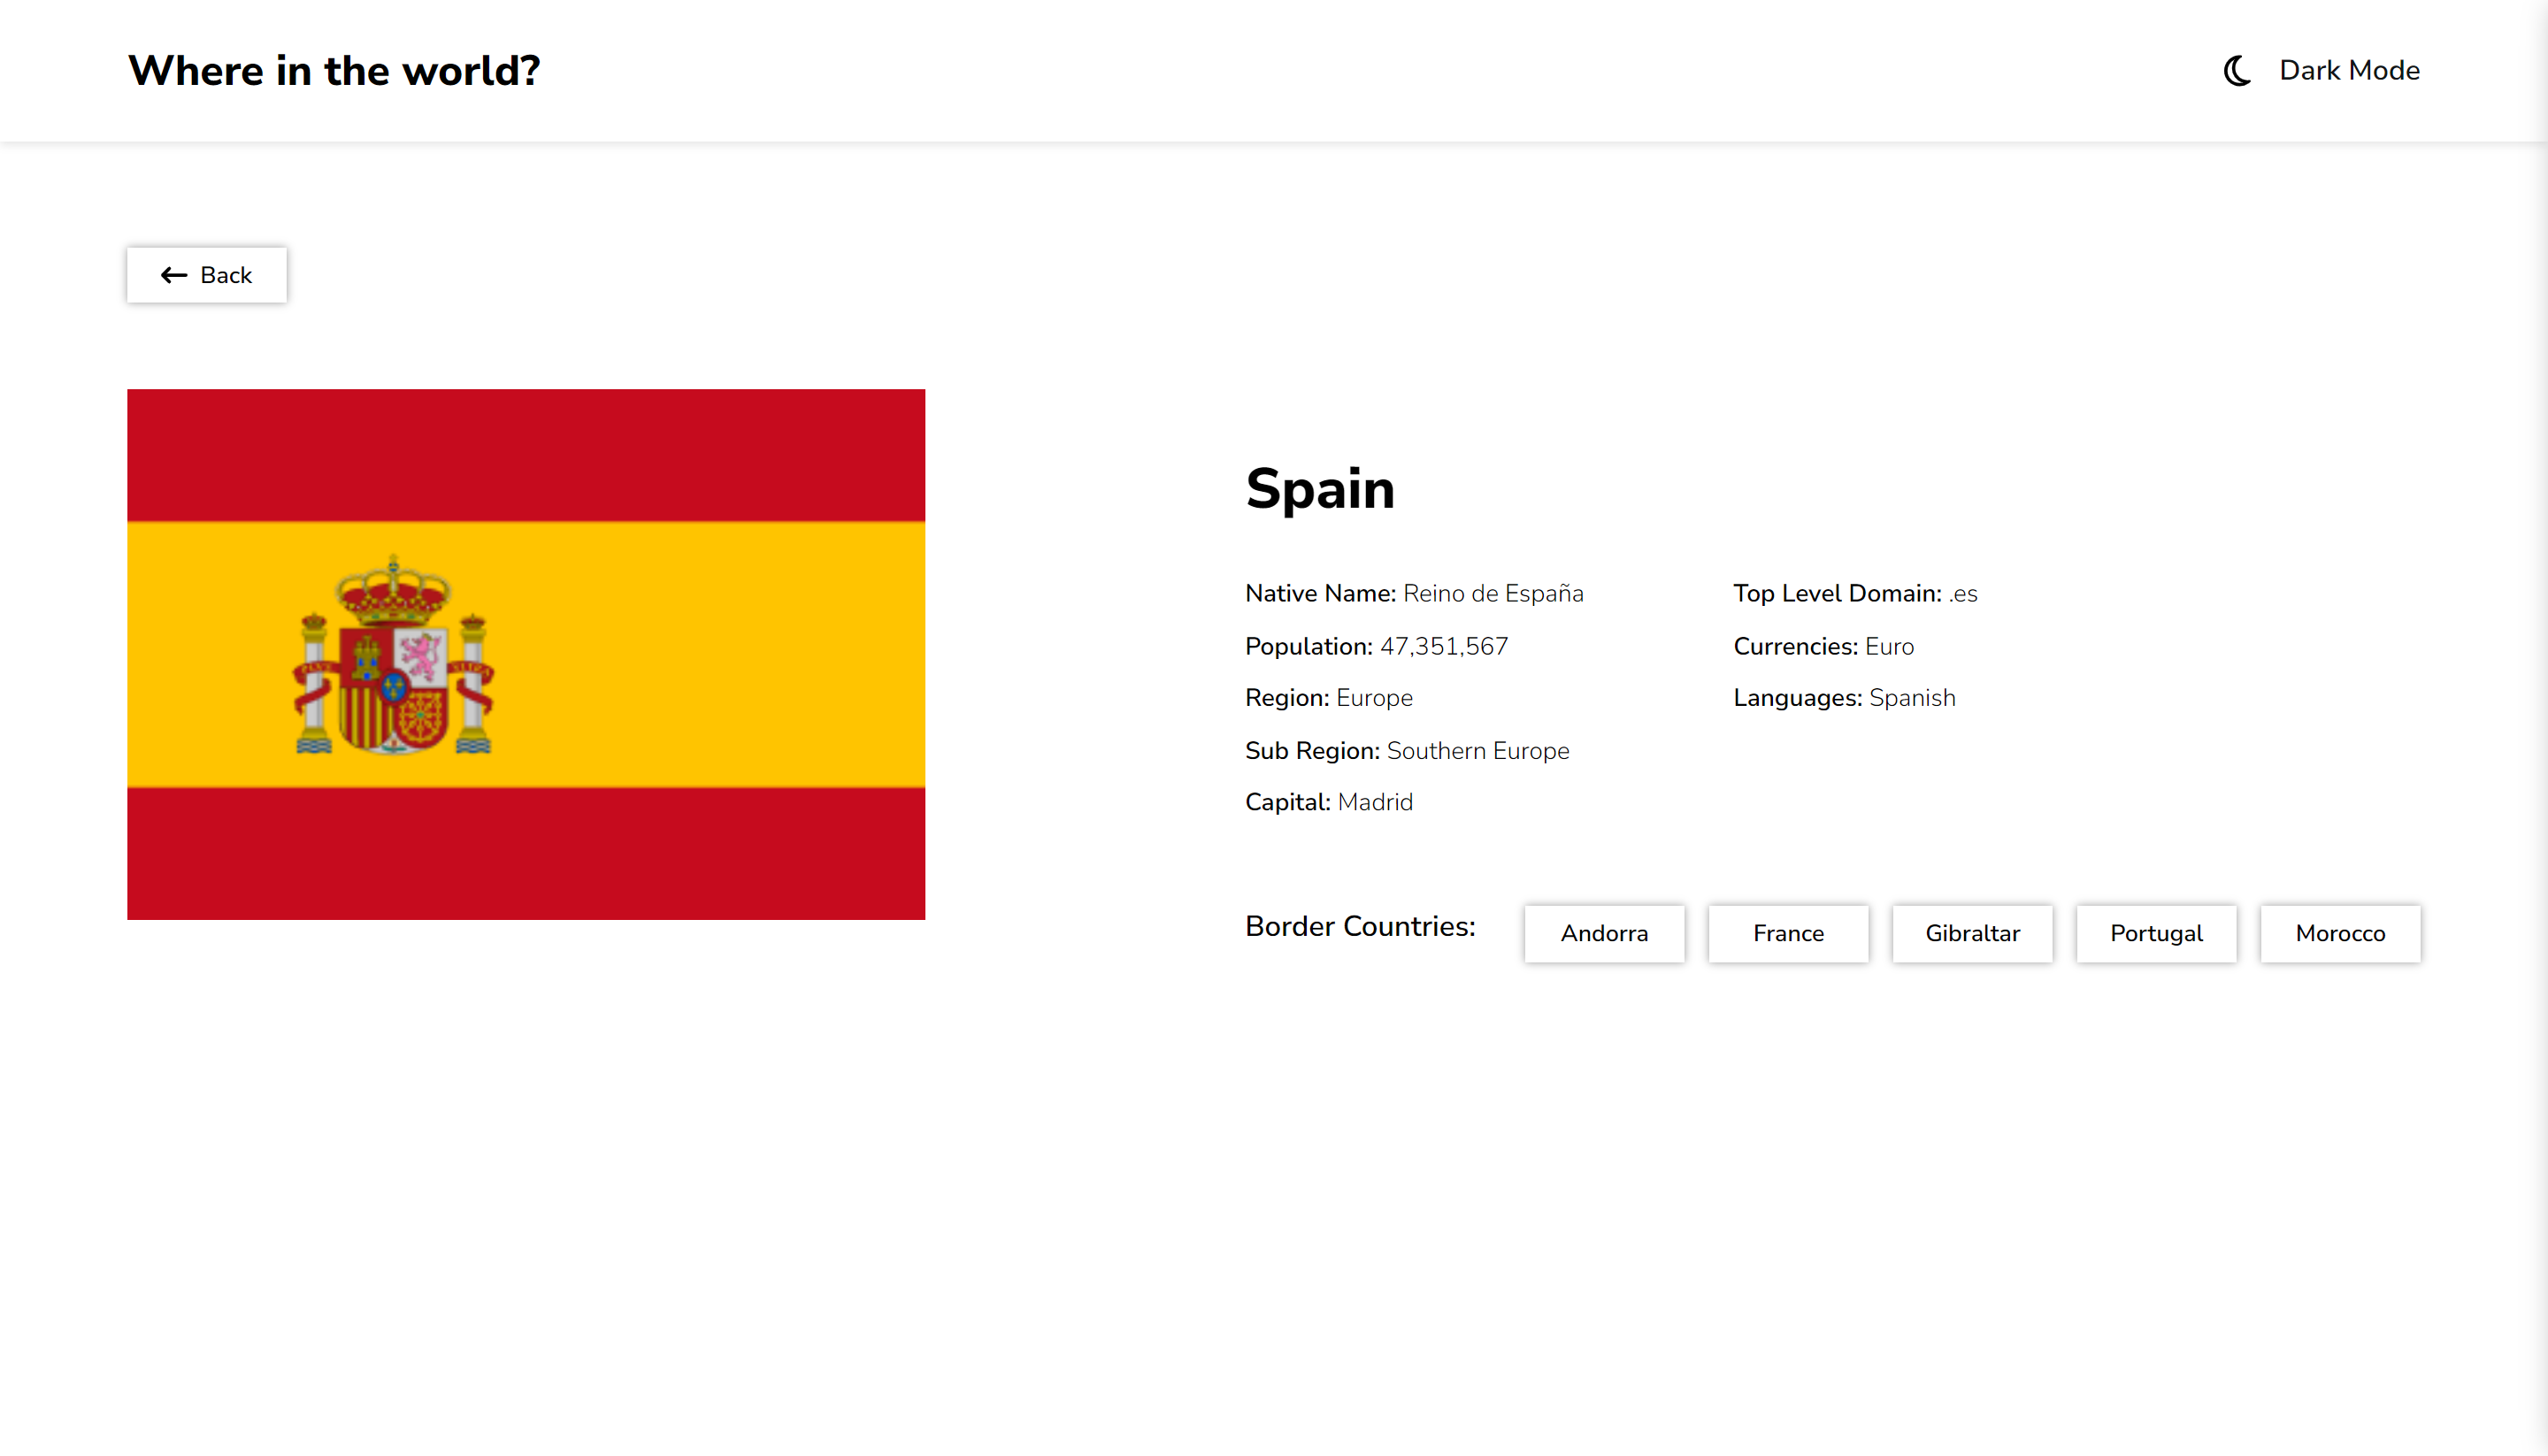 Where in the world?
Dark Mode
Back
Spain
Native Name: Reino de España
Population: 47,351,567
Region: Europe
Sub Region: Southern Europe
Capital: Madrid
Top Level Domain: .es
Currencies: Euro
Languages: Spanish
Border Countries: Andorra France Gibraltar Portugal Morocco